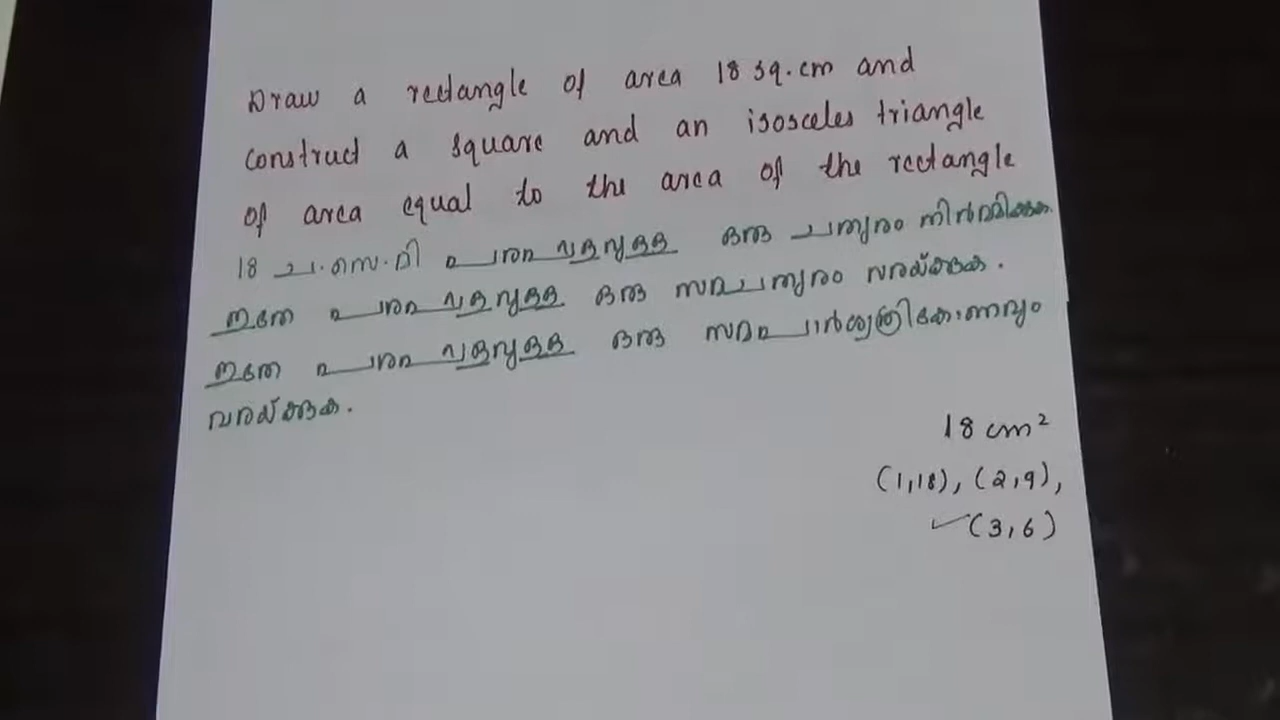 Draw a rectangle of area 18 sq.cm and
construct a square and an isosceles triangle
of area equal to the area of the rectangle
18 ച.സെ.മി പരപ്പളവുള്ള ഒരു ചതുരം നിർമ്മിക്കുക.
ഇതേ പരപ്പളവുള്ള ഒരു സമചതുരം വരയ്ക്കുക.
ഇതേ പരപ്പളവുള്ള ഒരു സമപാർശ്വത്രികോണവും
വരയ്ക്കുക.
18 cm²
(1,18), (2,9),
✓(3,6)